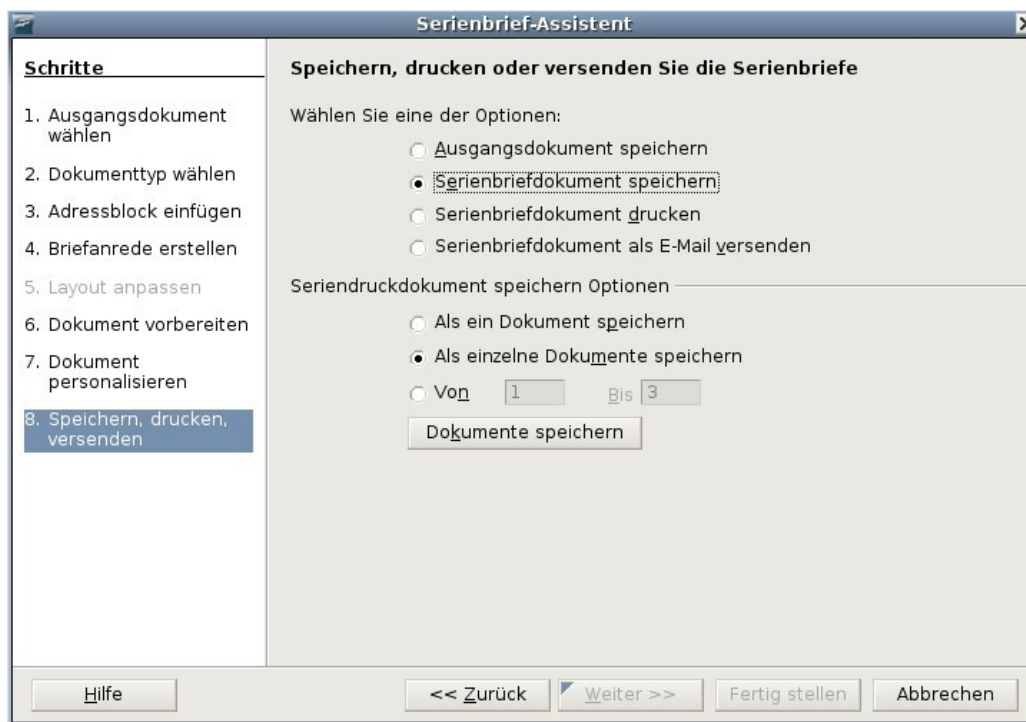 Serienbrief-Assistent
Schritte
1. Ausgangsdokument
wählen
2. Dokumenttyp wählen
3. Adressblock einfügen
4. Briefanrede erstellen
5. Layout anpassen
6. Dokument vorbereiten
7. Dokument
personalisieren
8. Speichern, drucken,
versenden
Speichern, drucken oder versenden Sie die Serienbriefe
Wählen Sie eine der Optionen:
Ausgangsdokument speichern
Serienbriefdokument speichern
Serienbriefdokument drucken
Serienbriefdokument als E-Mail versenden
Seriendruckdokument speichern Optionen
Als ein Dokument speichern
Als einzelne Dokumente speichern
Von 1 Bis 3
Dokumente speichern
Hilfe << Zurück Weiter >> Fertig stellen Abbrechen